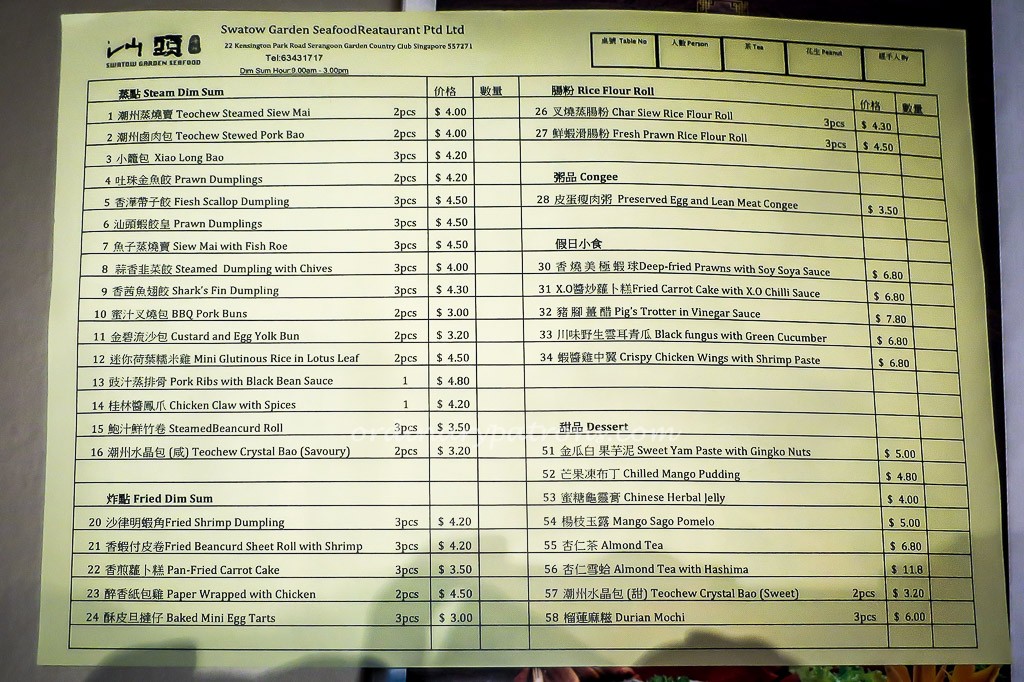 汕頭
SWATOW GARDEN SEAFOOD
Swatow Garden SeafoodReataurant Ptd Ltd
22 Kensington Park Road Serangoon Garden Country Club Singapore 557271
Tel:63431717
Dim Sum Hour:9.00am - 3.00pm
桌號 Table No 人數 Person 茶 Tea 花生 Peanut 經手人 By
蒸點 Steam Dim Sum 价格 數量
1 潮州蒸燒賣 Teochew Steamed Siew Mai 2pcs $ 4.00
2 潮州鹵肉包 Teochew Stewed Pork Bao 2pcs $ 4.00
3 小籠包 Xiao Long Bao 3pcs $ 4.20
4 吐珠金魚餃 Prawn Dumplings 2pcs $ 4.20
5 香滓帶子餃 Fiesh Scallop Dumpling 3pcs $ 4.50
6 汕頭蝦餃皇 Prawn Dumplings 3pcs $ 4.50
7 魚子蒸燒賣 Siew Mai with Fish Roe 3pcs $ 4.50
8 蒜香韭菜餃 Steamed Dumpling with Chives 3pcs $ 4.00
9 香茜魚翅餃 Shark's Fin Dumpling 3pcs $ 4.30
10 蜜汁叉燒包 BBQ Pork Buns 2pcs $ 3.00
11 金碧流沙包 Custard and Egg Yolk Bun 2pcs $ 3.20
12 迷你荷葉糯米雞 Mini Glutinous Rice in Lotus Leaf 2pcs $ 4.50
13 豉汁蒸排骨 Pork Ribs with Black Bean Sauce 1 $ 4.80
14 桂林醬鳳爪 Chicken Claw with Spices 1 $ 4.20
15 鮑汁鮮竹卷 SteamedBeancurd Roll 3pcs $ 3.50
16 潮州水晶包 (咸) Teochew Crystal Bao (Savoury) 2pcs $ 3.20
炸點 Fried Dim Sum
20 沙律明蝦角Fried Shrimp Dumpling 3pcs $ 4.20
21 香蝦付皮卷Fried Beancurd Sheet Roll with Shrimp 3pcs $ 4.20
22 香煎蘿卜糕 Pan-Fried Carrot Cake 3pcs $ 3.50
23 醉香紙包雞 Paper Wrapped with Chicken 2pcs $ 4.50
24 酥皮旦撻仔 Baked Mini Egg Tarts 3pcs $ 3.00
腸粉 Rice Flour Roll 价格 數量
26 叉燒蒸腸粉 Char Siew Rice Flour Roll 3pcs $ 4.30
27 鮮蝦滑腸粉 Fresh Prawn Rice Flour Roll 3pcs $ 4.50
粥品 Congee
28 皮蛋瘦肉粥 Preserved Egg and Lean Meat Congee $ 3.50
假日小食
30 香燒美極蝦球Deep-fried Prawns with Soy Soya Sauce $ 6.80
31 X.O醬炒蘿卜糕Fried Carrot Cake with X.O Chilli Sauce $ 6.80
32 豬腳薑醋 Pig's Trotter in Vinegar Sauce $ 7.80
33 川味野生雲耳青瓜 Black fungus with Green Cucumber $ 6.80
34 蝦醬雞中翼 Crispy Chicken Wings with Shrimp Paste $ 6.80
甜品 Dessert
51 金瓜白果芋泥 Sweet Yam Paste with Gingko Nuts $ 5.00
52 芒果凍布丁 Chilled Mango Pudding $ 4.80
53 蜜糖龜靈膏 Chinese Herbal Jelly $ 4.00
54 楊枝玉露 Mango Sago Pomelo $ 5.00
55 杏仁茶 Almond Tea $ 6.80
56 杏仁雪蛤 Almond Tea with Hashima $ 11.8
57 潮州水晶包 (甜) Teochew Crystal Bao (Sweet) 2pcs $ 3.20
58 榴蓮麻糍 Durian Mochi 3pcs $ 6.00